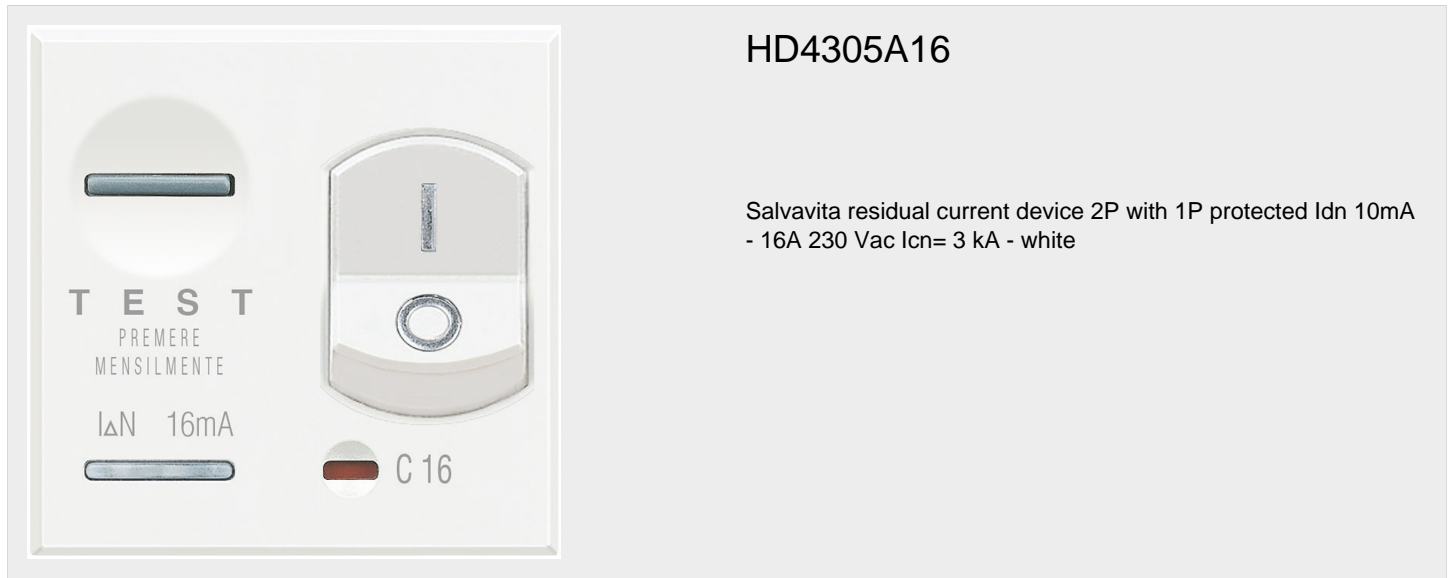 TEST
PREMERE
MENSILMENTE
I△N 16mA
C 16
HD4305A16
Salvavita residual current device 2P with 1P protected Idn 10mA
- 16A 230 Vac Icn= 3 kA - white